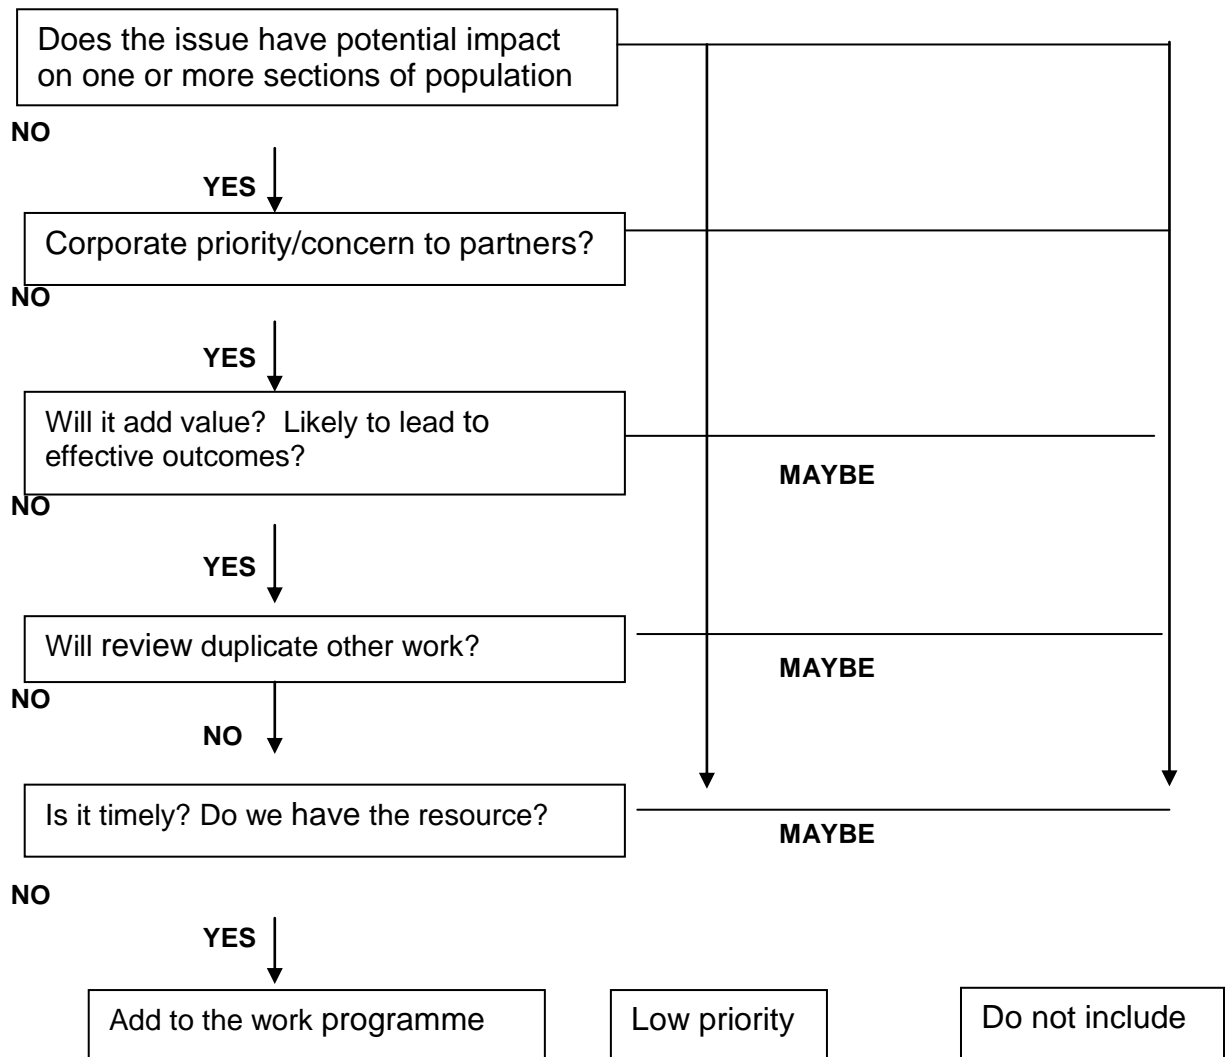 Does the issue have potential impact
on one or more sections of population
NO
YES
Corporate priority/concern to partners?
NO
YES
Will it add value?  Likely to lead to
effective outcomes?
MAYBE
NO
YES
Will review duplicate other work?
MAYBE
NO
NO
Is it timely? Do we have the resource?
MAYBE
NO
YES
Add to the work programme
Low priority
Do not include